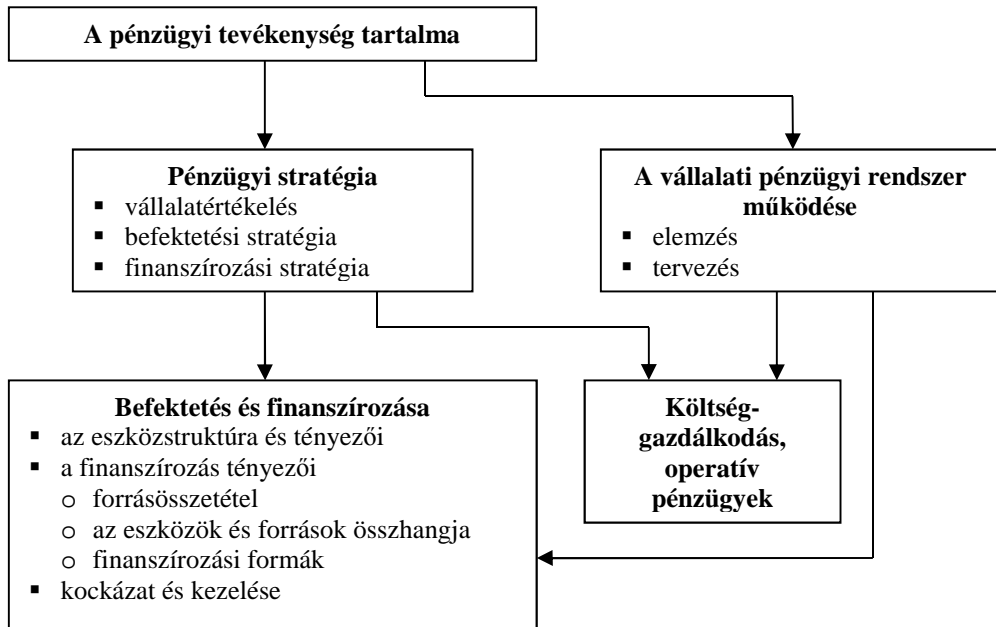 A pénzügyi tevékenység tartalma
Pénzügyi stratégia
▪ vállalatértékelés
▪ befektetési stratégia
▪ finanszírozási stratégia
A vállalati pénzügyi rendszer
működése
▪ elemzés
▪ tervezés
Befektetés és finanszírozása
▪ az eszközstruktúra és tényezői
▪ a finanszírozás tényezői
o forrásösszetétel
o az eszközök és források összhangja
o finanszírozási formák
▪ kockázat és kezelése
Költség-
gazdálkodás,
operatív
pénzügyek